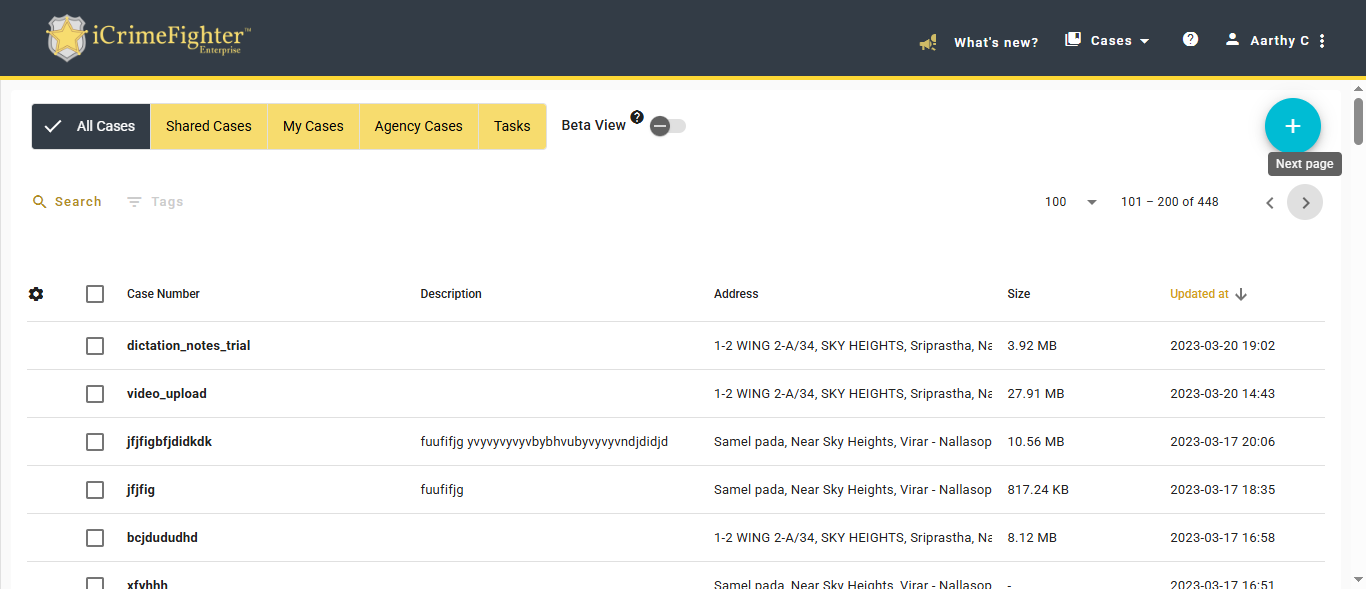 iCrimeFighter™
Enterprise
What's new?
Cases
?
Aarthy C
All Cases
Shared Cases
My Cases
Agency Cases
Tasks
Beta View
?
+
Next page
Search
Tags
100
101 – 200 of 448
Case Number
Description
Address
Size
Updated at
dictation_notes_trial
1-2 WING 2-A/34, SKY HEIGHTS, Sriprastha, Na
3.92 MB
2023-03-20 19:02
video_upload
1-2 WING 2-A/34, SKY HEIGHTS, Sriprastha, Na
27.91 MB
2023-03-20 14:43
jfjfigbfjdidkdk
fuufifjg yvyvyvyvyvbybhvubyvyvyvndjdidjd
Samel pada, Near Sky Heights, Virar - Nallasop
10.56 MB
2023-03-17 20:06
jfjfig
fuufifjg
Samel pada, Near Sky Heights, Virar - Nallasop
817.24 KB
2023-03-17 18:35
bcjdududhd
1-2 WING 2-A/34, SKY HEIGHTS, Sriprastha, Na
8.12 MB
2023-03-17 16:58
Samel pada, Near Sky Heights, Virar - Nallasop
-
2023-03-17 16:51